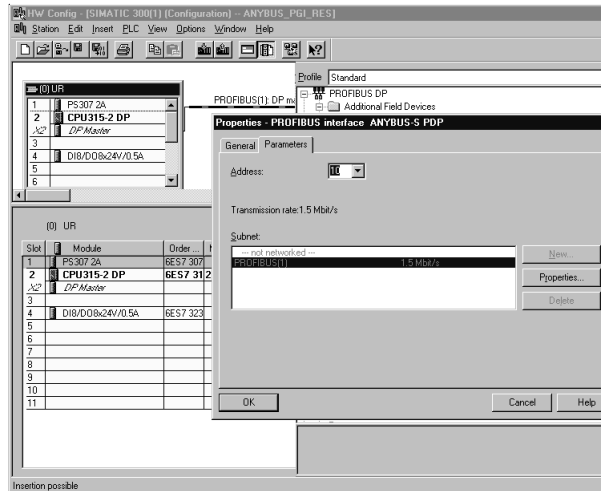 HW Config - [SIMATIC 300(1) (Configuration) -- ANYBUS_PGI_RES]
Station Edit Insert PLC View Options Window Help
Profile Standard
PROFIBUS DP
Additional Field Devices
(0) UR
1 PS307 2A
2 CPU315-2 DP
X2 DP Master
3
4 DI8/DO8x24V/0.5A
5
6
PROFIBUS(1): DP ma
Properties - PROFIBUS interface ANYBUS-S PDP
General Parameters
Address: 10
Transmission rate:1.5 Mbit/s
Subnet:
--- not networked ---
PROFIBUS(1) 1.5 Mbit/s
New...
Properties...
Delete
OK Cancel Help
(0) UR
Slot Module Order ...
1 PS307 2A 6ES7 307
2 CPU315-2 DP 6ES7 31 2
X2 DP Master
3
4 DI8/DO8x24V/0.5A 6ES7 323
5
6
7
8
9
10
11
Insertion possible